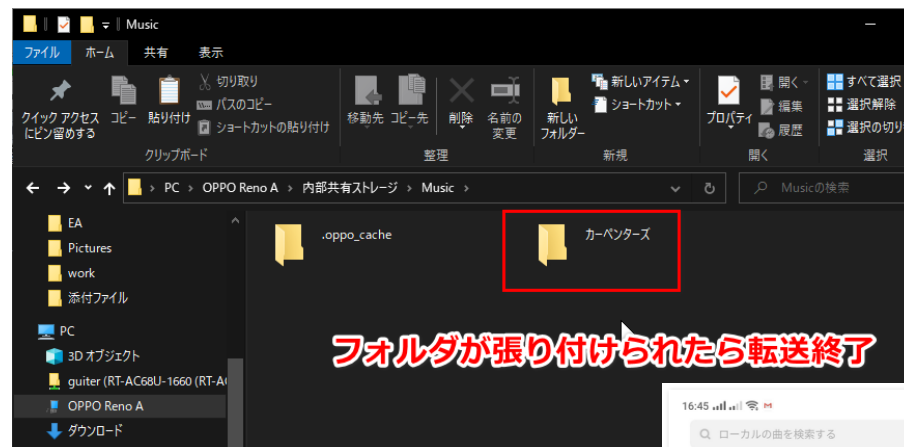 Music
ファイル ホーム 共有 表示
クイック アクセス
にピン留めする
コピー
貼り付け
切り取り
パスのコピー
ショートカットの貼り付け
クリップボード
移動先
コピー先
削除
名前の
変更
整理
新しい
フォルダー
新しいアイテム
ショートカット
新規
プロパティ
開く
編集
履歴
開く
すべて選択
選択解除
選択の切り
選択
PC > OPPO Reno A > 内部共有ストレージ > Music >
Musicの検索
EA
Pictures
work
添付ファイル
PC
3D オブジェクト
guiter (RT-AC68U-1660 (RT-A
OPPO Reno A
ダウンロード
.oppo_cache
カーペンターズ
フォルダが張り付けられたら転送終了
16:45
ローカルの曲を検索する